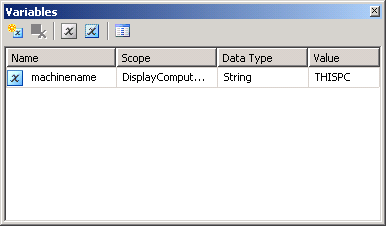 Variables
Name Scope Data Type Value
machinename DisplayComput... String THISPC